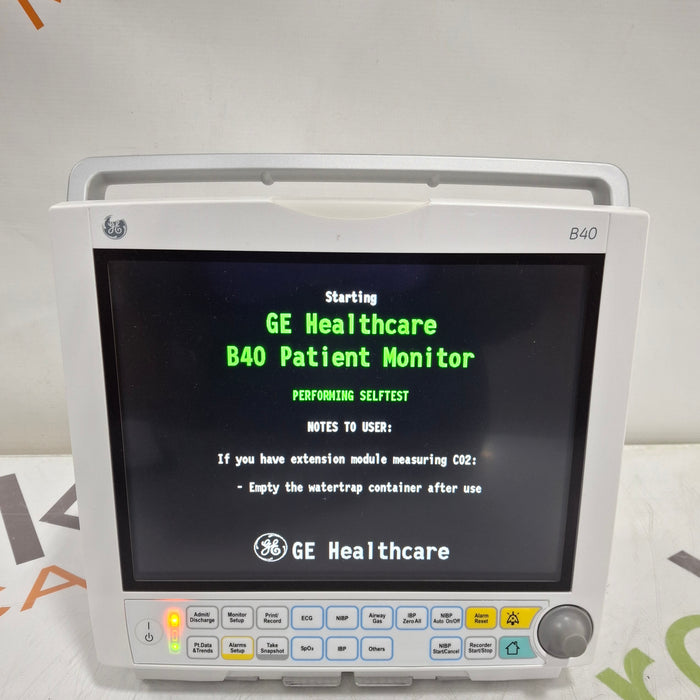 GE
B40
Starting
GE Healthcare
B40 Patient Monitor
PERFORMING SELFTEST
NOTES TO USER:
If you have extension module measuring CO2:
- Empty the watertrap container after use
GE GE Healthcare
Admit/ Discharge
Monitor Setup
Print/ Record
ECG
NIBP
Airway Gas
IBP Zero All
NIBP Auto On/Off
Alarm Reset
Pt.Data & Trends
Alarms Setup
Take Snapshot
SpO2
IBP
Others
NIBP Start/Cancel
Recorder Start/Stop